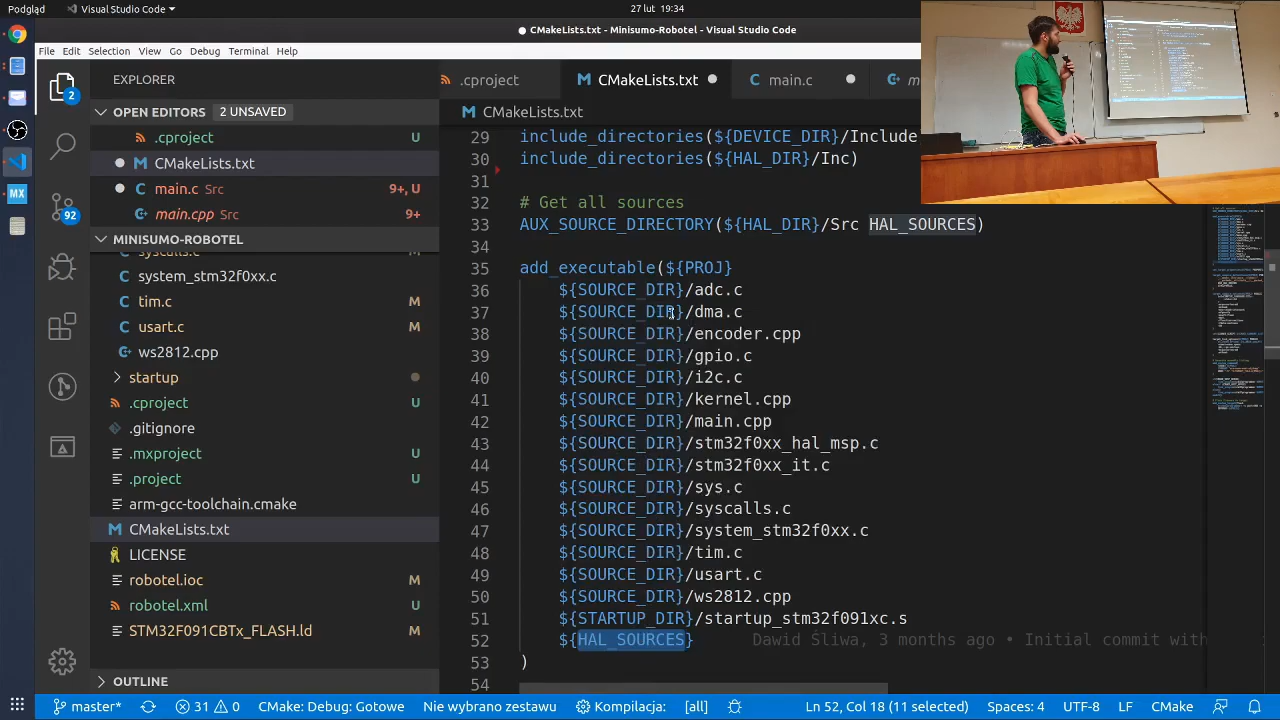 Podgląd
Visual Studio Code
27 lut 19:34
CMakeLists.txt - Minisumo-Robotel - Visual Studio Code
File Edit Selection View Go Debug Terminal Help
EXPLORER
.cproject
CMakeLists.txt
main.c
OPEN EDITORS 2 UNSAVED
CMakeLists.txt
.cproject U
CMakeLists.txt
main.c Src 9+, U
main.cpp Src 9+
MINISUMO-ROBOTEL
syscalls.c
system_stm32f0xx.c
tim.c M
usart.c M
ws2812.cpp
startup
.cproject U
.gitignore
.mxproject M
.project U
arm-gcc-toolchain.cmake
CMakeLists.txt
LICENSE
robotel.ioc M
robotel.xml U
STM32F091CBTx_FLASH.ld M
OUTLINE
2
92
MX
29 include_directories(${DEVICE_DIR}/Include
30 include_directories(${HAL_DIR}/Inc)
31
32 # Get all sources
33 AUX_SOURCE_DIRECTORY(${HAL_DIR}/Src HAL_SOURCES)
34
35 add_executable(${PROJ}
36 ${SOURCE_DIR}/adc.c
37 ${SOURCE_DIR}/dma.c
38 ${SOURCE_DIR}/encoder.cpp
39 ${SOURCE_DIR}/gpio.c
40 ${SOURCE_DIR}/i2c.c
41 ${SOURCE_DIR}/kernel.cpp
42 ${SOURCE_DIR}/main.cpp
43 ${SOURCE_DIR}/stm32f0xx_hal_msp.c
44 ${SOURCE_DIR}/stm32f0xx_it.c
45 ${SOURCE_DIR}/sys.c
46 ${SOURCE_DIR}/syscalls.c
47 ${SOURCE_DIR}/system_stm32f0xx.c
48 ${SOURCE_DIR}/tim.c
49 ${SOURCE_DIR}/usart.c
50 ${SOURCE_DIR}/ws2812.cpp
51 ${STARTUP_DIR}/startup_stm32f091xc.s
52 ${HAL_SOURCES} Dawid Śliwa, 3 months ago • Initial commit with
53 )
54
master* 31 0 CMake: Debug: Gotowe Nie wybrano zestawu Kompilacja: [all] Ln 52, Col 18 (11 selected) Spaces: 4 UTF-8 LF CMake